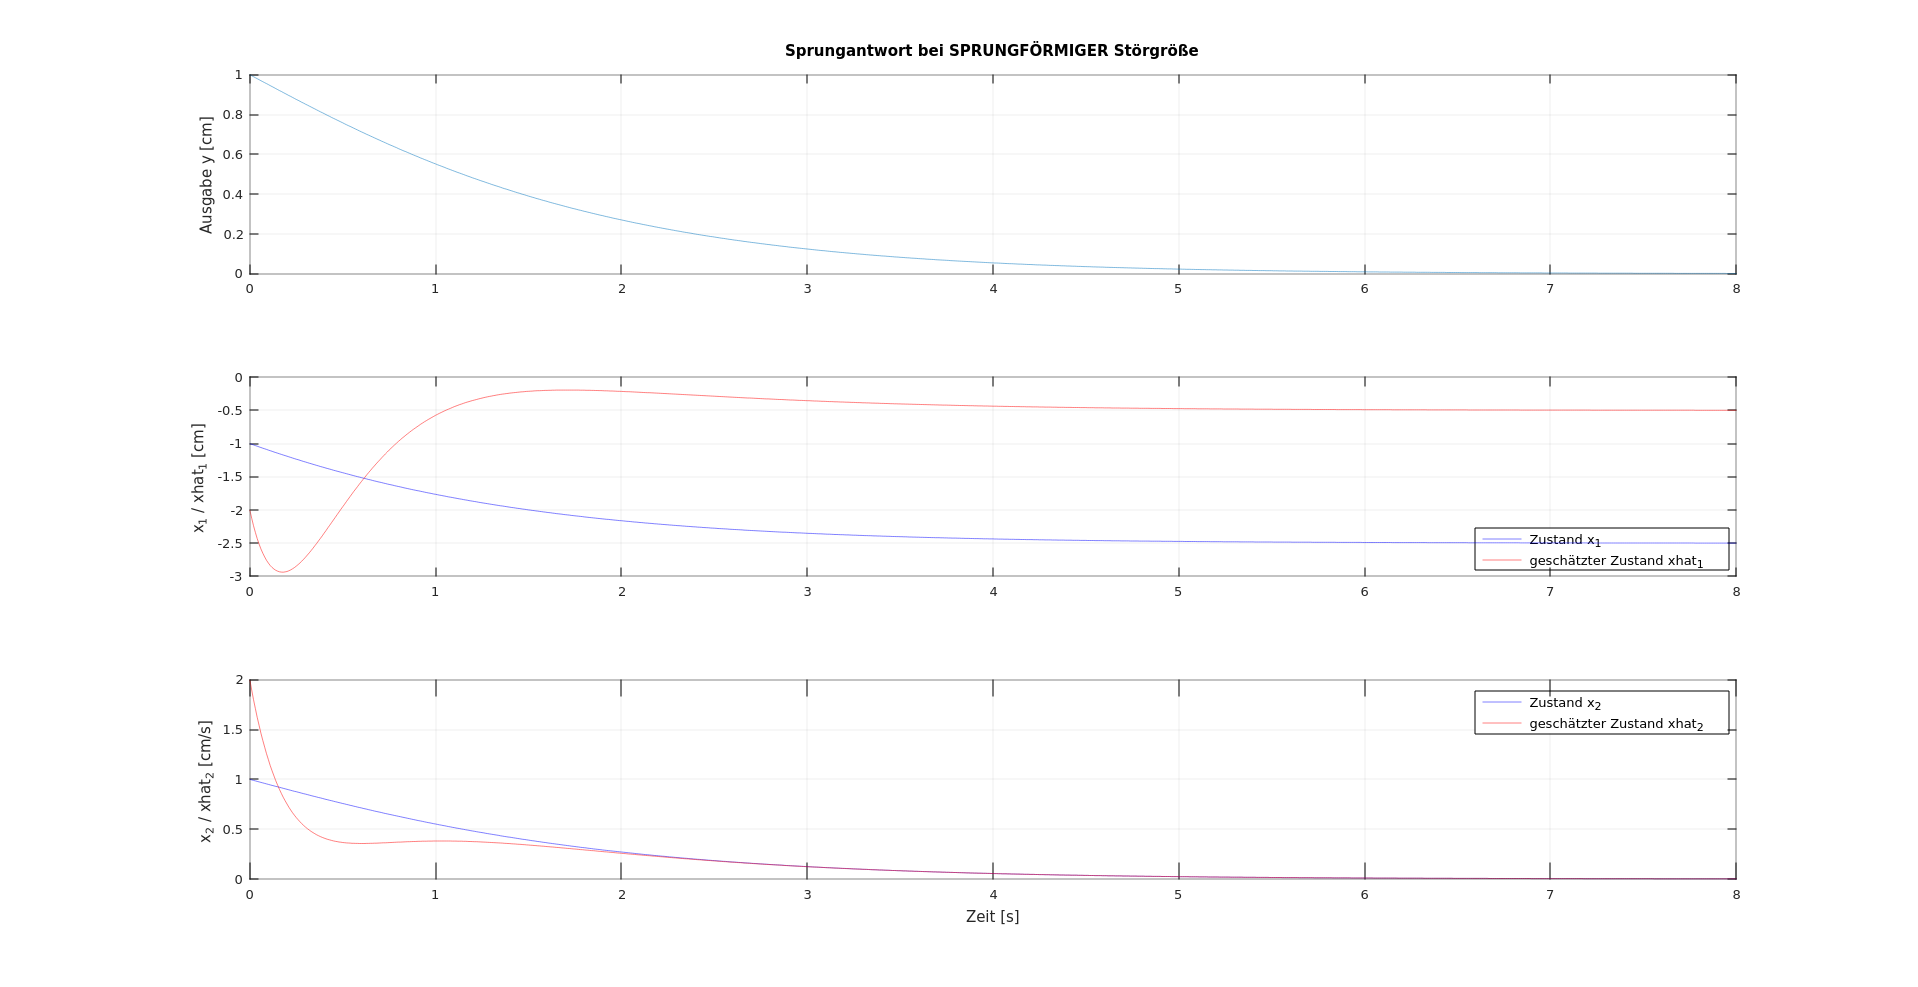 Sprungantwort bei SPRUNGFÖRMIGER Störgröße
Ausgabe y [cm]
1
0.8
0.6
0.4
0.2
0
0 1 2 3 4 5 6 7 8
x1 / xhat1 [cm]
0
-0.5
-1
-1.5
-2
-2.5
-3
Zustand x1
geschätzter Zustand xhat1
0 1 2 3 4 5 6 7 8
x2 / xhat2 [cm/s]
2
1.5
1
0.5
0
Zustand x2
geschätzter Zustand xhat2
0 1 2 3 4 5 6 7 8
Zeit [s]